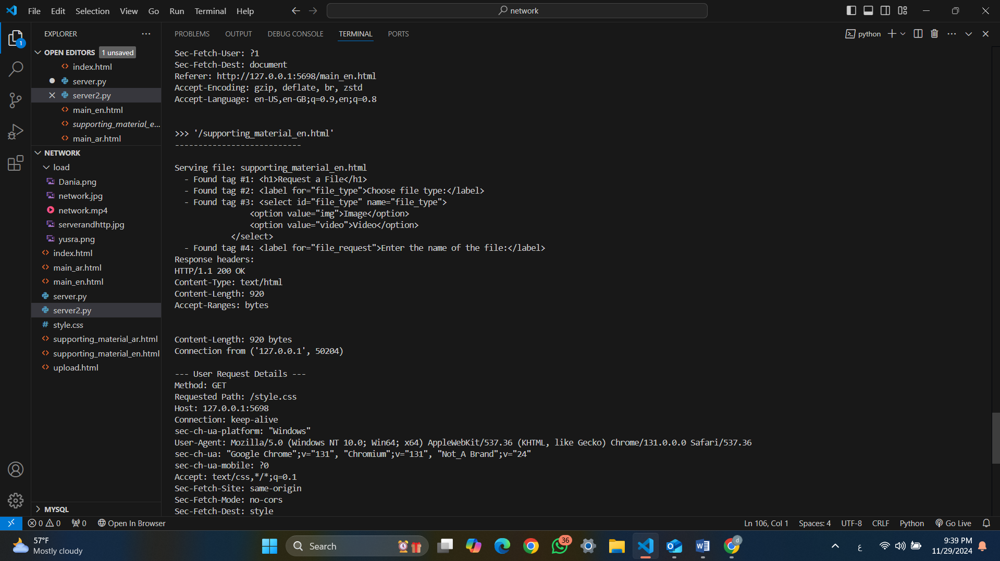 File Edit Selection View Go Run Terminal Help
network
EXPLORER
OPEN EDITORS 1 unsaved
index.html
server.py
server2.py
main_en.html
supporting_material_e...
main_ar.html
NETWORK
load
Dania.png
network.jpg
network.mp4
serverandhttp.jpg
yusra.png
index.html
main_ar.html
main_en.html
server.py
server2.py
style.css
supporting_material_ar.html
supporting_material_en.html
upload.html
MYSQL
1
PROBLEMS OUTPUT DEBUG CONSOLE TERMINAL PORTS
python
Sec-Fetch-User: ?1
Sec-Fetch-Dest: document
Referer: http://127.0.0.1:5698/main_en.html
Accept-Encoding: gzip, deflate, br, zstd
Accept-Language: en-US,en-GB;q=0.9,en;q=0.8
>>> '/supporting_material_en.html'
---------------------------
Serving file: supporting_material_en.html
- Found tag #1: <h1>Request a File</h1>
- Found tag #2: <label for="file_type">Choose file type:</label>
- Found tag #3: <select id="file_type" name="file_type">
<option value="img">Image</option>
<option value="video">Video</option>
</select>
- Found tag #4: <label for="file_request">Enter the name of the file:</label>
Response headers:
HTTP/1.1 200 OK
Content-Type: text/html
Content-Length: 920
Accept-Ranges: bytes
Content-Length: 920 bytes
Connection from ('127.0.0.1', 50204)
--- User Request Details ---
Method: GET
Requested Path: /style.css
Host: 127.0.0.1:5698
Connection: keep-alive
sec-ch-ua-platform: "Windows"
User-Agent: Mozilla/5.0 (Windows NT 10.0; Win64; x64) AppleWebKit/537.36 (KHTML, like Gecko) Chrome/131.0.0.0 Safari/537.36
sec-ch-ua: "Google Chrome";v="131", "Chromium";v="131", "Not_A Brand";v="24"
sec-ch-ua-mobile: ?0
Accept: text/css,*/*;q=0.1
Sec-Fetch-Site: same-origin
Sec-Fetch-Mode: no-cors
Sec-Fetch-Dest: style
0 0 0 Open In Browser
Ln 106, Col 1 Spaces: 4 UTF-8 CRLF Python Go Live
57°F
Mostly cloudy
Search
36
d
ع
9:39 PM
11/29/2024